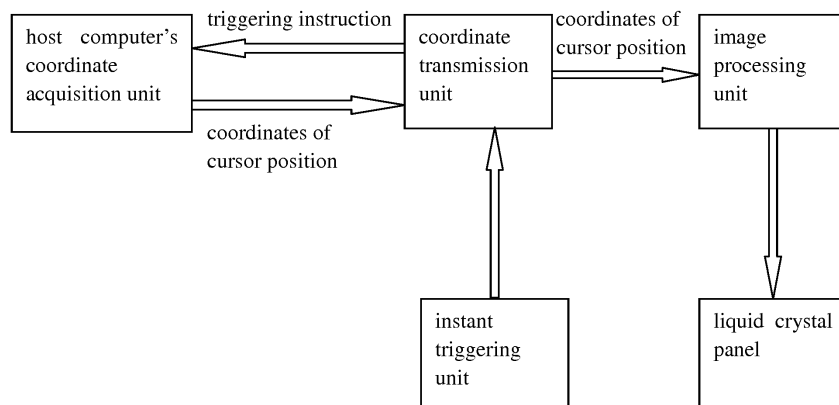 host computer's
coordinate
acquisition unit
triggering instruction
coordinates of
cursor position
coordinate
transmission
unit
coordinates of
cursor position
image
processing
unit
instant
triggering
unit
liquid crystal
panel